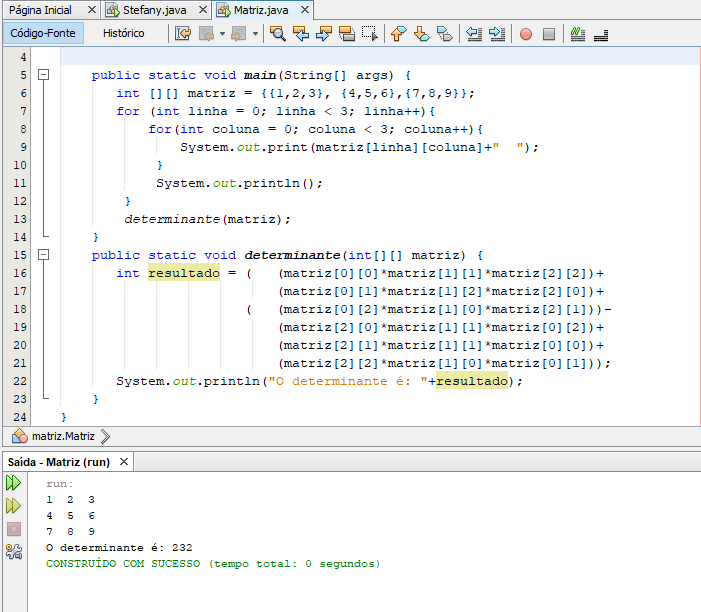 Página Inicial Stefany.java Matriz.java
Código-Fonte Histórico
4
5 public static void main(String[] args) {
6 int [][] matriz = {{1,2,3}, {4,5,6},{7,8,9}};
7 for (int linha = 0; linha < 3; linha++){
8 for(int coluna = 0; coluna < 3; coluna++){
9 System.out.print(matriz[linha][coluna]+"  ");
10 }
11 System.out.println();
12 }
13 determinante(matriz);
14 }
15 public static void determinante(int[][] matriz) {
16 int resultado = (   (matriz[0][0]*matriz[1][1]*matriz[2][2])+
17 (matriz[0][1]*matriz[1][2]*matriz[2][0])+
18 (   (matriz[0][2]*matriz[1][0]*matriz[2][1]))-
19 (matriz[2][0]*matriz[1][1]*matriz[0][2])+
20 (matriz[2][1]*matriz[1][1]*matriz[0][0])+
21 (matriz[2][2]*matriz[1][0]*matriz[0][1]));
22 System.out.println("O determinante é: "+resultado);
23 }
24 }
matriz.Matriz
Saída - Matriz (run)
run:
1  2  3
4  5  6
7  8  9
O determinante é: 232
CONSTRUÍDO COM SUCESSO (tempo total: 0 segundos)